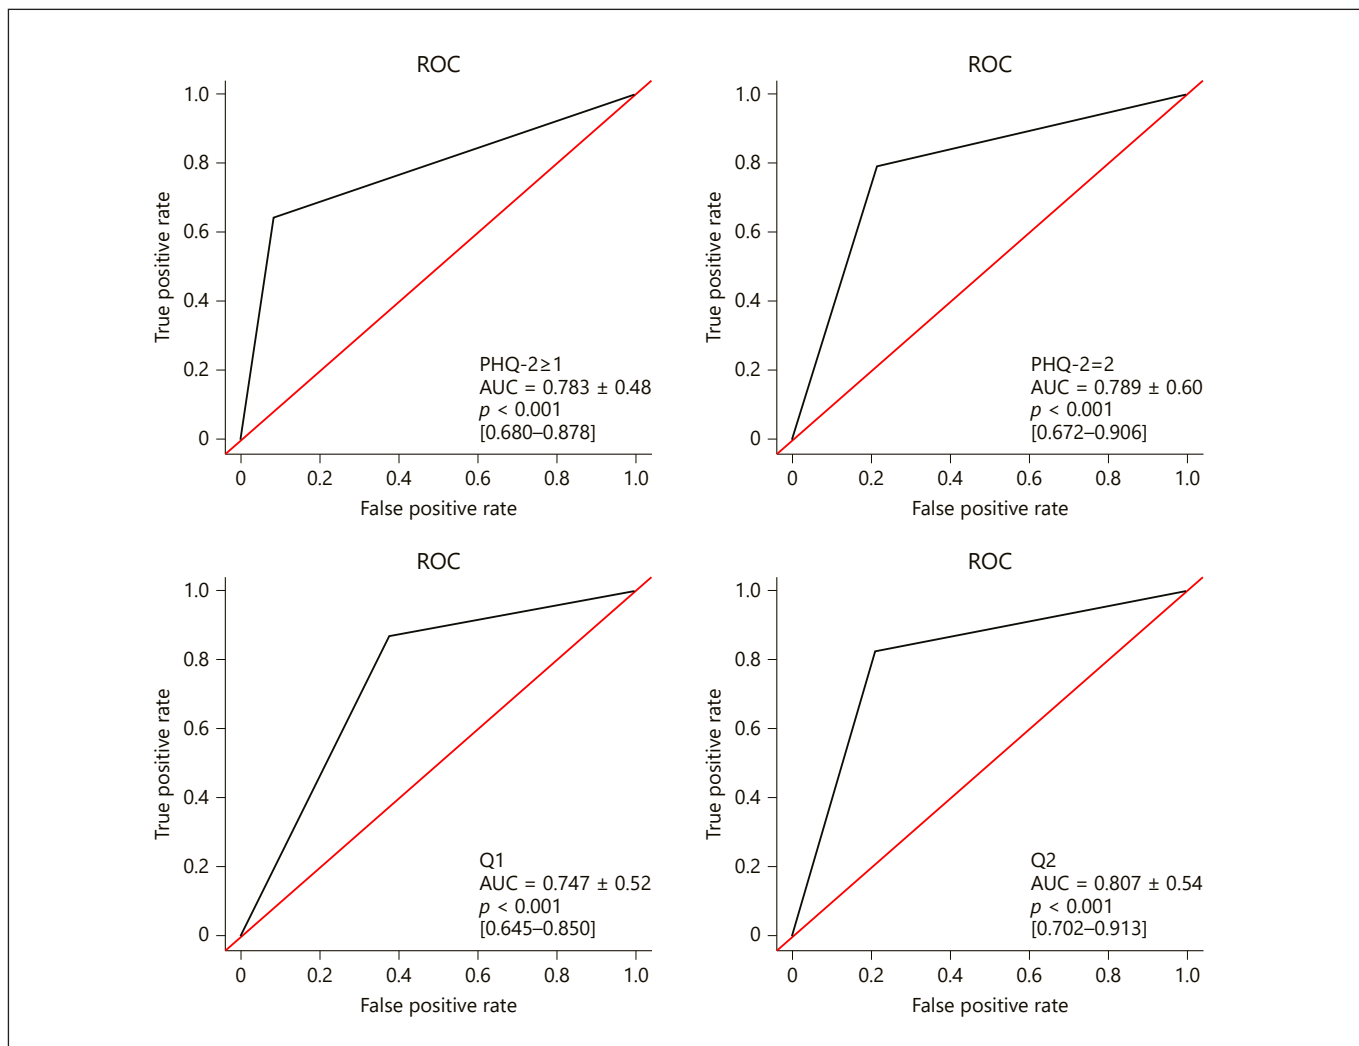 ROC
1.0
0.8
0.6
0.4
0.2
0
True positive rate
PHQ-2≥1
AUC = 0.783 ± 0.48
p < 0.001
[0.680–0.878]
0 0.2 0.4 0.6 0.8 1.0
False positive rate
ROC
1.0
0.8
0.6
0.4
0.2
0
True positive rate
PHQ-2=2
AUC = 0.789 ± 0.60
p < 0.001
[0.672–0.906]
0 0.2 0.4 0.6 0.8 1.0
False positive rate
ROC
1.0
0.8
0.6
0.4
0.2
0
True positive rate
Q1
AUC = 0.747 ± 0.52
p < 0.001
[0.645–0.850]
0 0.2 0.4 0.6 0.8 1.0
False positive rate
ROC
1.0
0.8
0.6
0.4
0.2
0
True positive rate
Q2
AUC = 0.807 ± 0.54
p < 0.001
[0.702–0.913]
0 0.2 0.4 0.6 0.8 1.0
False positive rate